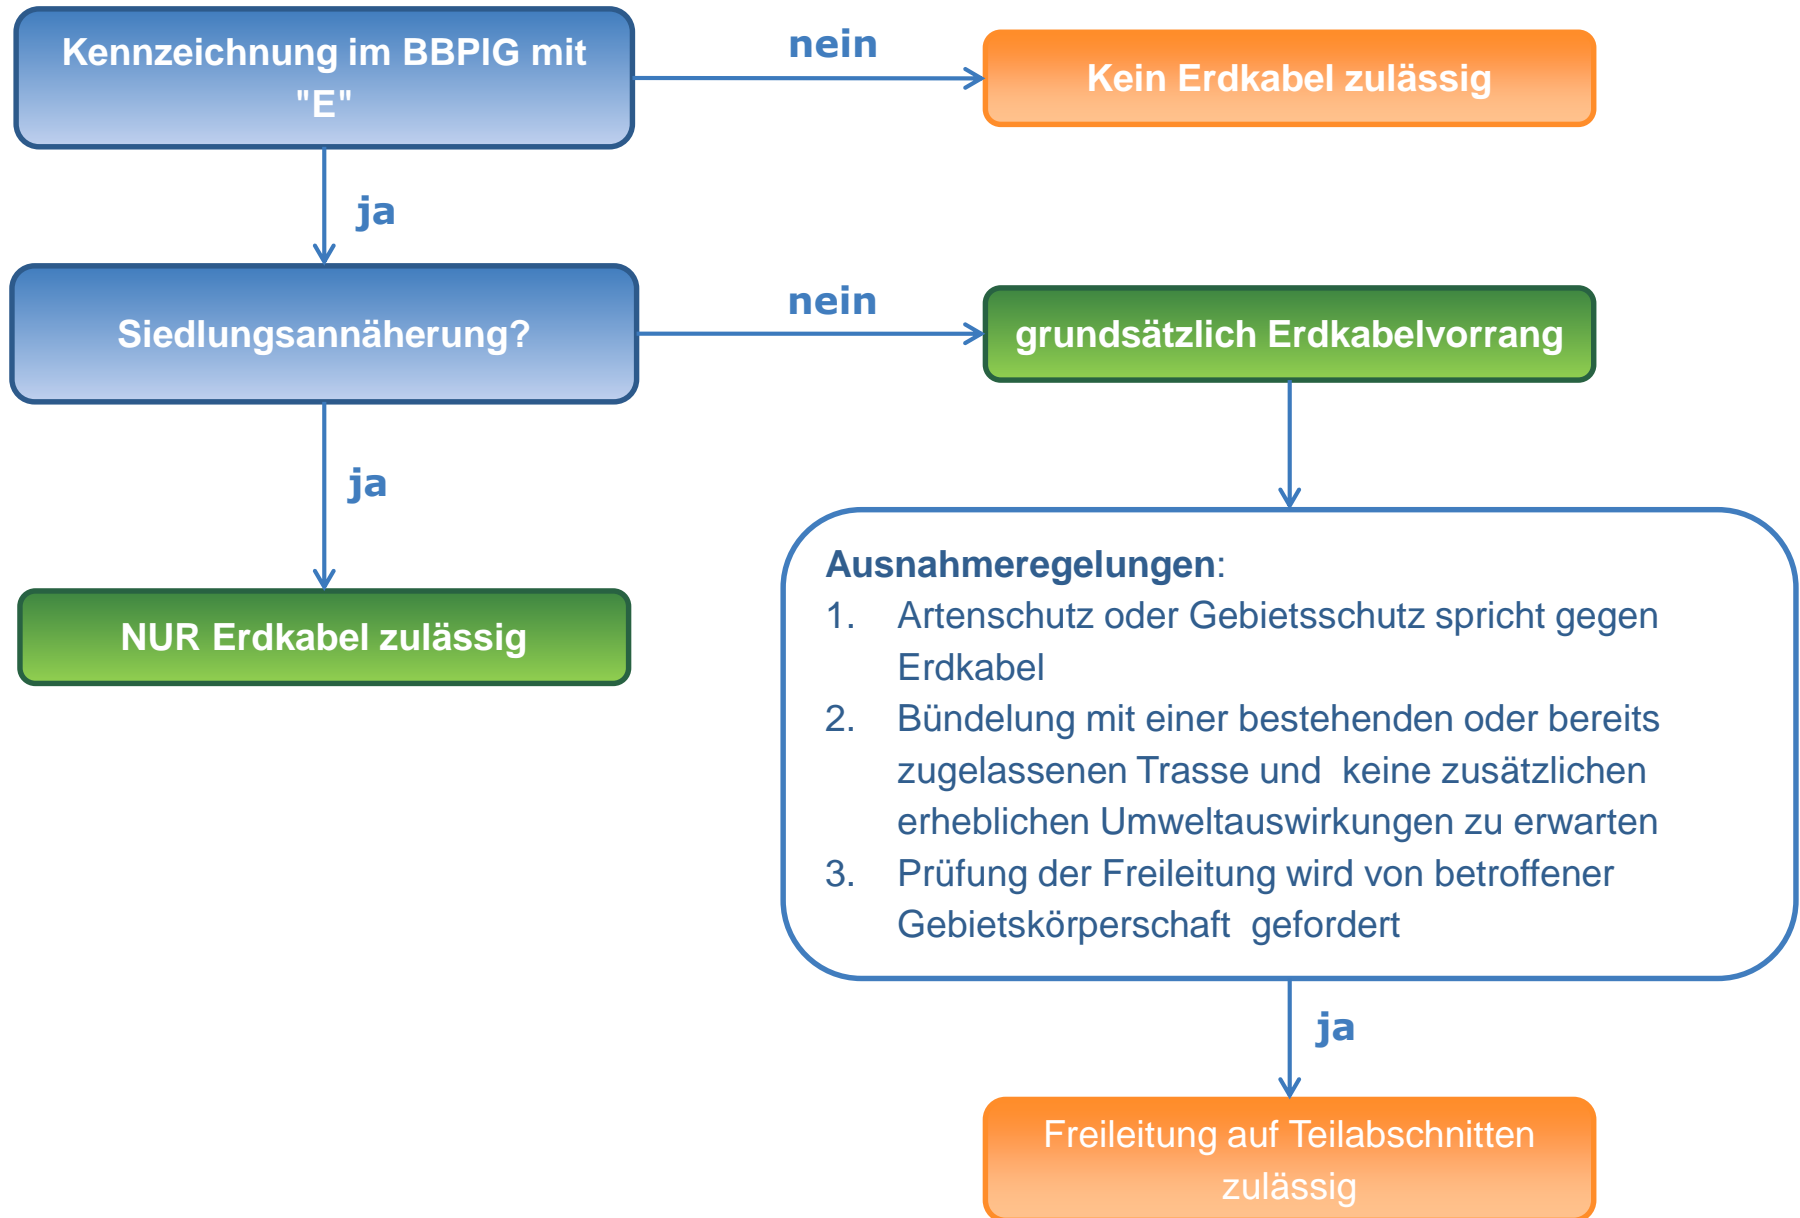 Kennzeichnung im BBPlG mit
"E"
nein
Kein Erdkabel zulässig
ja
Siedlungsannäherung?
nein
grundsätzlich Erdkabelvorrang
ja
NUR Erdkabel zulässig
Ausnahmeregelungen:
1. Artenschutz oder Gebietsschutz spricht gegen
Erdkabel
2. Bündelung mit einer bestehenden oder bereits
zugelassenen Trasse und keine zusätzlichen
erheblichen Umweltauswirkungen zu erwarten
3. Prüfung der Freileitung wird von betroffener
Gebietskörperschaft gefordert
ja
Freileitung auf Teilabschnitten
zulässig